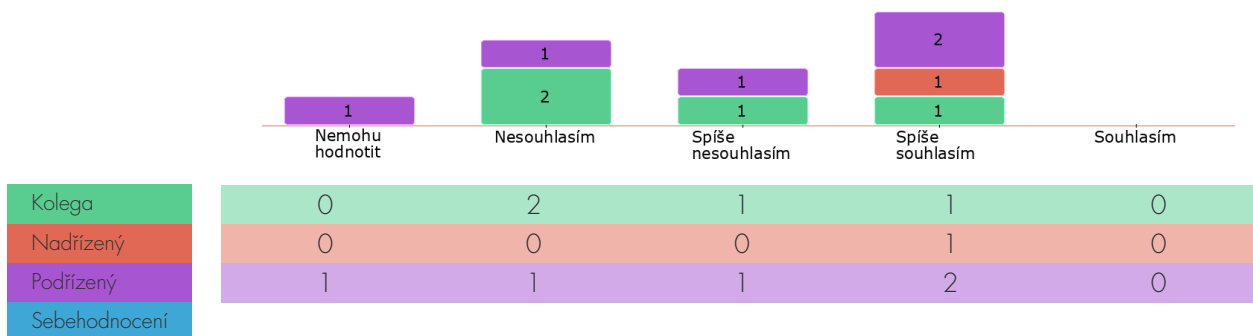 2
1
1
1
1
1
2
1
1
Nemohu
hodnotit
Nesouhlasím
Spíše
nesouhlasím
Spíše
souhlasím
Souhlasím
Kolega 0 2 1 1 0
Nadřízený 0 0 0 1 0
Podřízený 1 1 1 2 0
Sebehodnocení